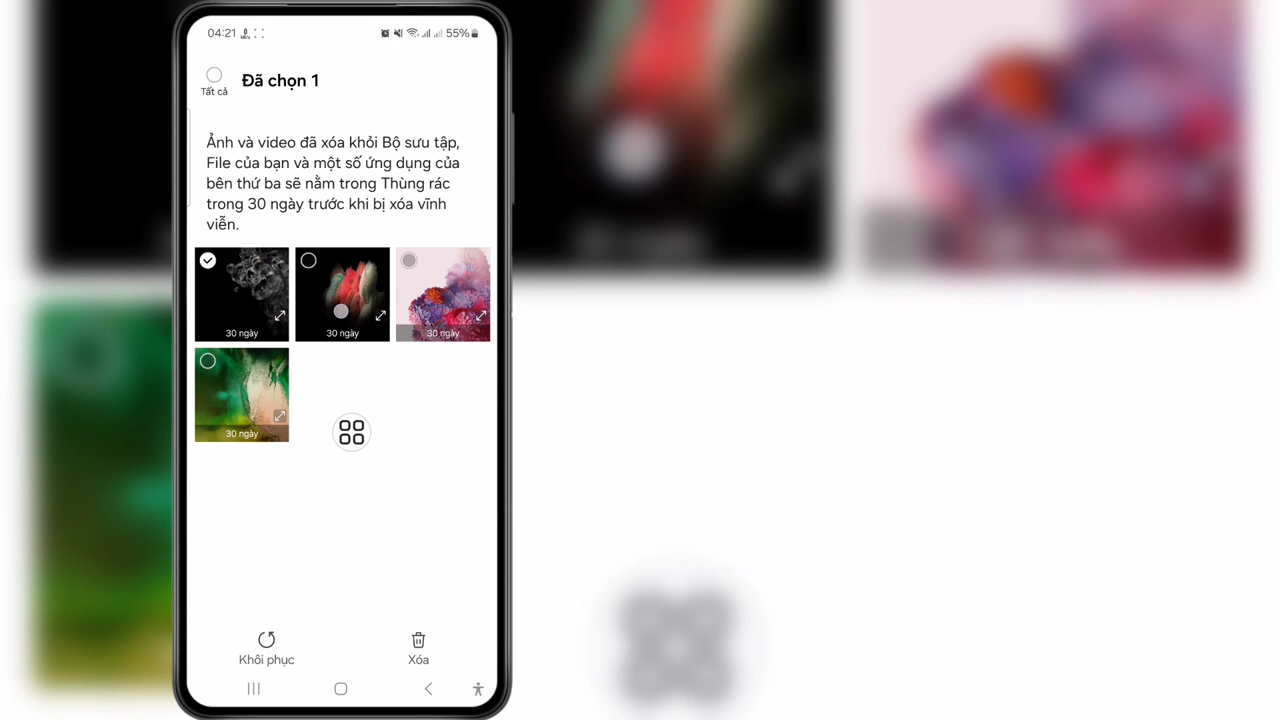 04:21
55%
Đã chọn 1
Tất cả
Ảnh và video đã xóa khỏi Bộ sưu tập,
File của bạn và một số ứng dụng của
bên thứ ba sẽ nằm trong Thùng rác
trong 30 ngày trước khi bị xóa vĩnh
viễn.
30 ngày
30 ngày
30 ngày
30 ngày
Khôi phục
Xóa